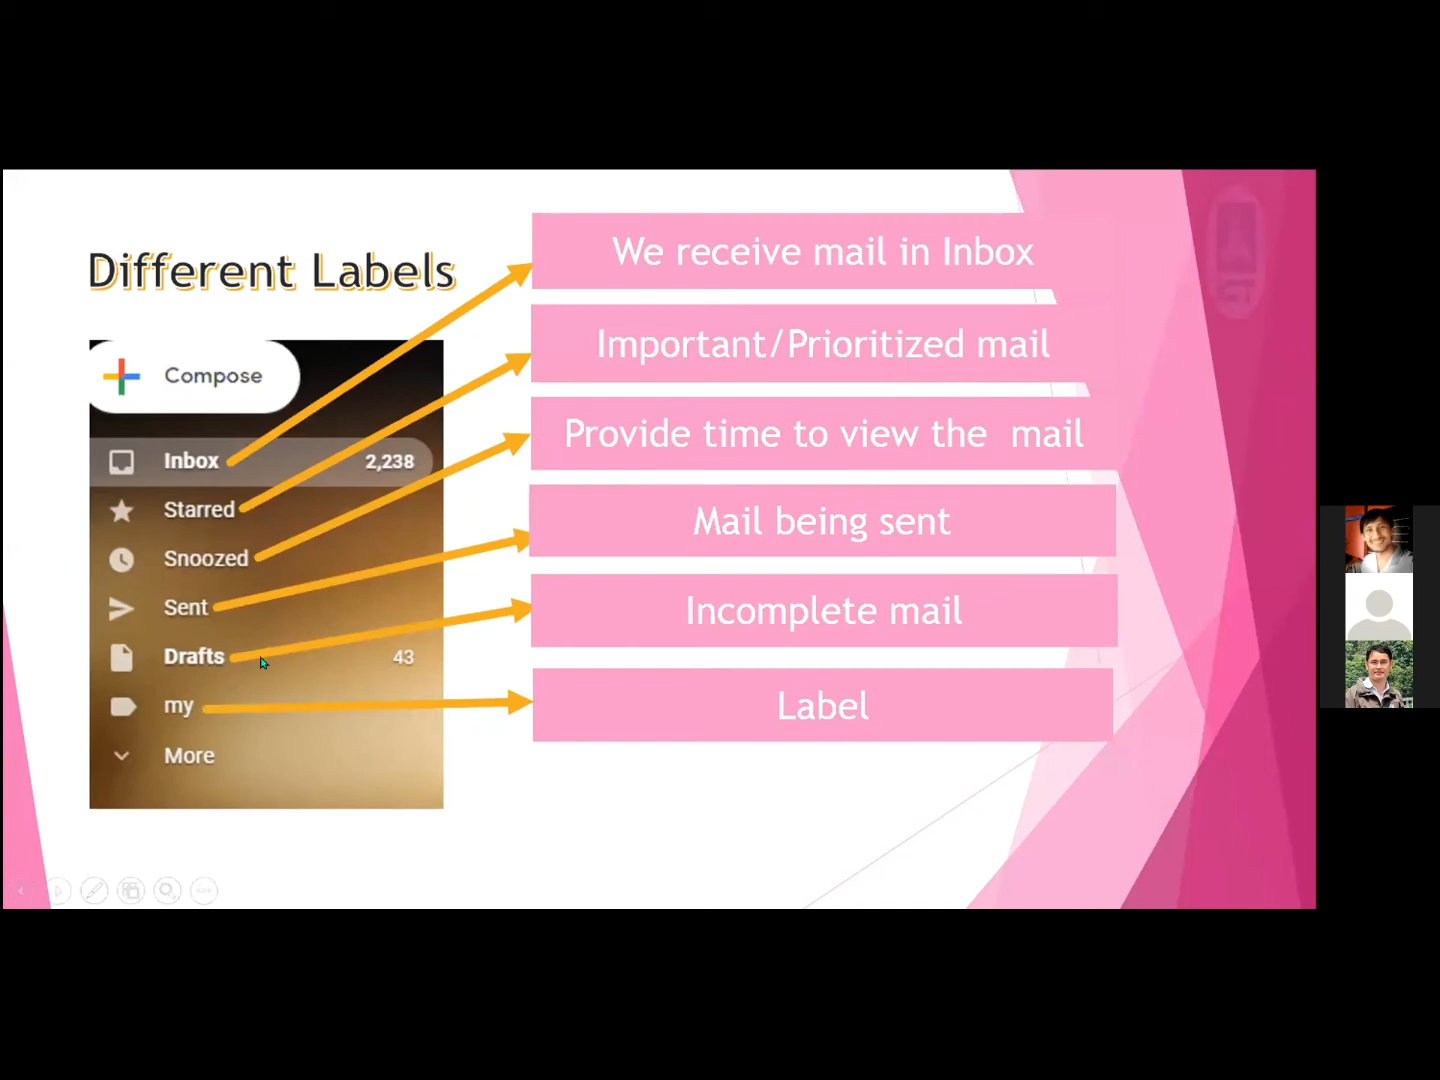 Different Labels
Compose
Inbox 2,238
Starred
Snoozed
Sent
Drafts 43
my
More
We receive mail in Inbox
Important/Prioritized mail
Provide time to view the mail
Mail being sent
Incomplete mail
Label